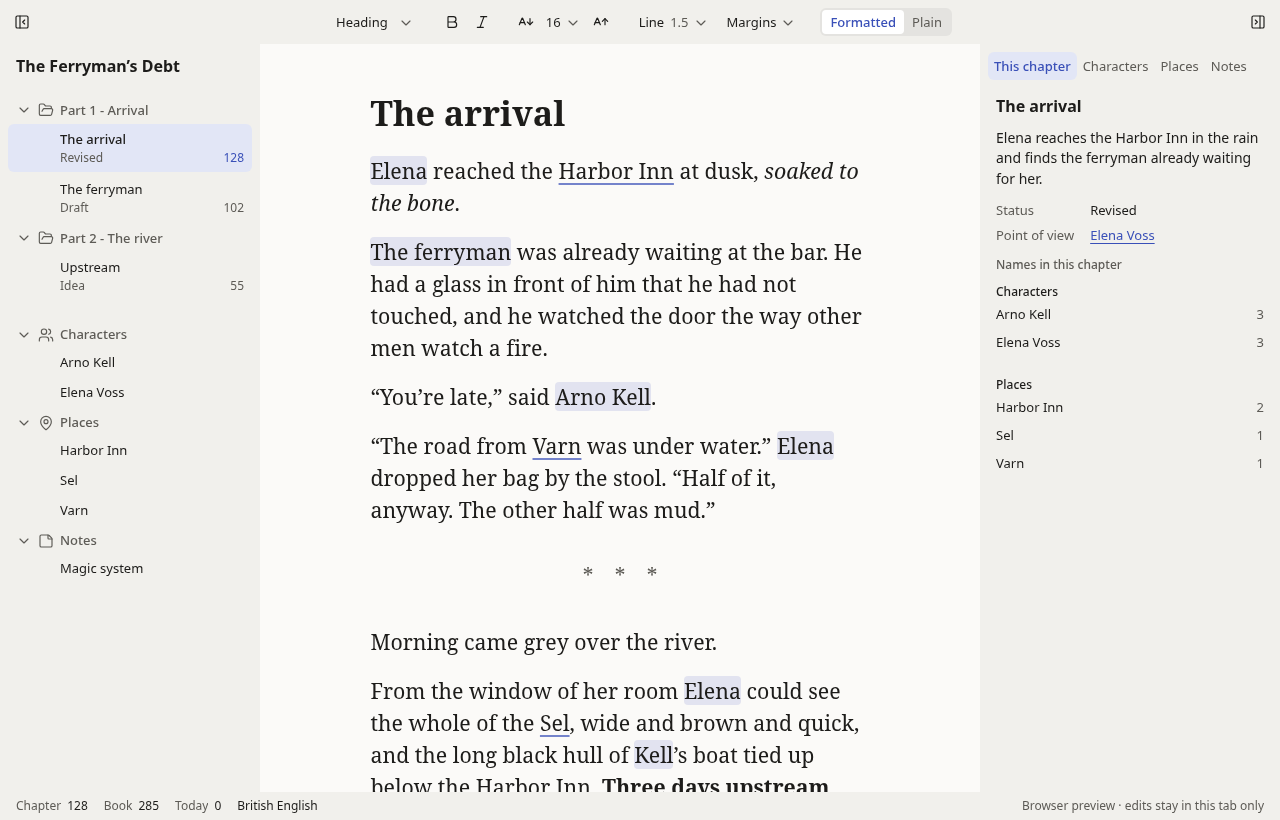 Heading
16
Line 1.5
Margins
Formatted
Plain
The Ferryman’s Debt
Part 1 - Arrival
The arrival
Revised 128
The ferryman
Draft 102
Part 2 - The river
Upstream
Idea 55
Characters
Arno Kell
Elena Voss
Places
Harbor Inn
Sel
Varn
Notes
Magic system
The arrival
Elena reached the Harbor Inn at dusk, soaked to
the bone.
The ferryman was already waiting at the bar. He
had a glass in front of him that he had not
touched, and he watched the door the way other
men watch a fire.
“You’re late,” said Arno Kell.
“The road from Varn was under water.” Elena
dropped her bag by the stool. “Half of it,
anyway. The other half was mud.”
* * *
Morning came grey over the river.
From the window of her room Elena could see
the whole of the Sel, wide and brown and quick,
and the long black hull of Kell’s boat tied up
below the Harbor Inn. Three days upstream
This chapter
Characters
Places
Notes
The arrival
Elena reaches the Harbor Inn in the rain
and finds the ferryman already waiting
for her.
Status Revised
Point of view Elena Voss
Names in this chapter
Characters
Arno Kell 3
Elena Voss 3
Places
Harbor Inn 2
Sel 1
Varn 1
Chapter 128 Book 285 Today 0 British English
Browser preview · edits stay in this tab only